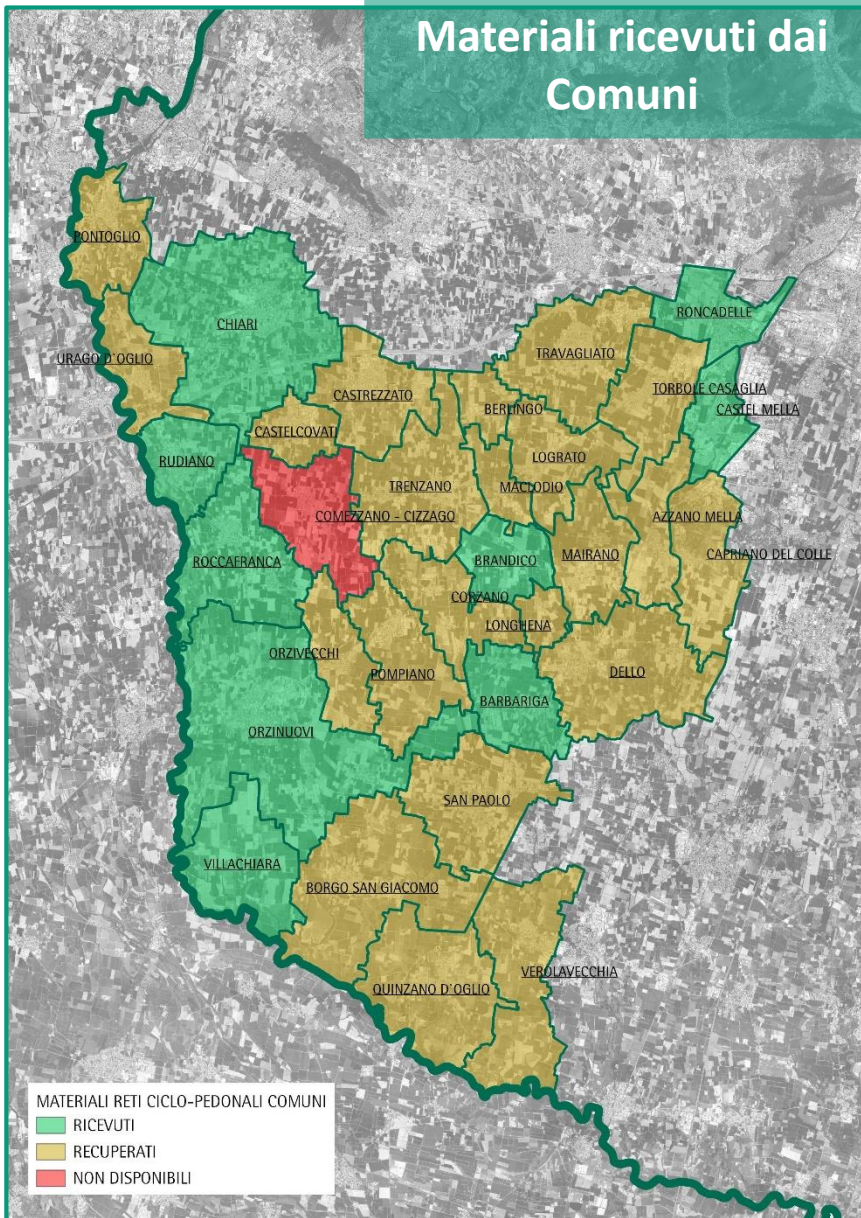 Materiali ricevuti dai
Comuni
PONTOGLIO
CHIARI
RONCADELLE
URAGO D'OGLIO
TRAVAGLIATO
TORBOLE CASAGLIA
CASTREZZATO
BERLINGO
CASTEL MELLA
CASTELCOVATI
RUDIANO
LOGRATO
TRENZANO
MACLODIO
COMEZZANO - CIZZAGO
AZZANO MELLA
BRANDICO
MAIRANO
CAPRIANO DEL COLLE
ROCCAFRANCA
CORZANO
LONGHENA
ORZIVECCHI
POMPIANO
DELLO
BARBARIGA
ORZINUOVI
SAN PAOLO
VILLACHIARA
BORGO SAN GIACOMO
VEROLAVECCHIA
QUINZANO D'OGLIO
MATERIALI RETI CICLO-PEDONALI COMUNI
RICEVUTI
RECUPERATI
NON DISPONIBILI